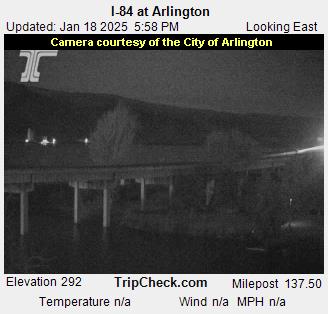 I-84 at Arlington
Updated: Jan 18 2025 5:58 PM Looking East
Camera courtesy of the City of Arlington
Elevation 292 TripCheck.com Milepost 137.50
Temperature n/a Wind n/a MPH n/a